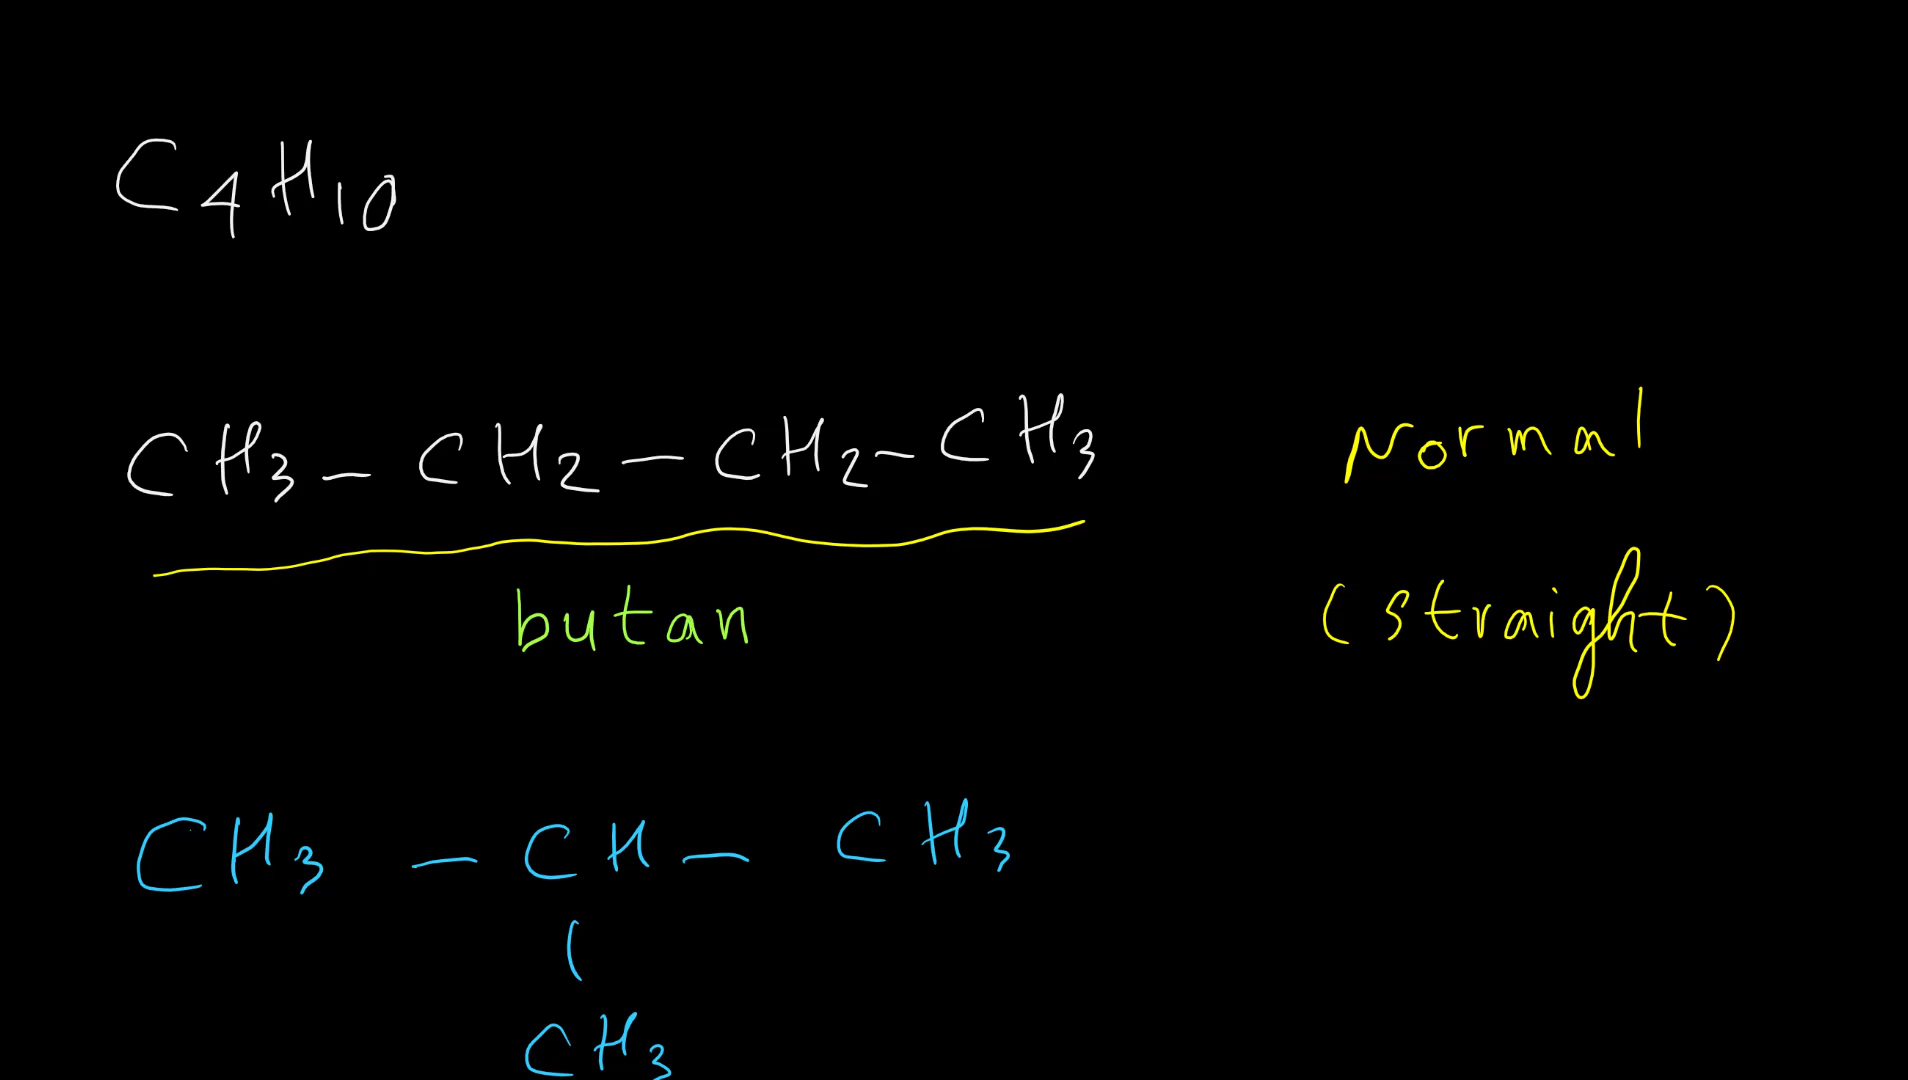 C4H10
CH3 – CH2 – CH2 – CH3 Normal
butan (straight)
CH3 – CH – CH3
|
CH3